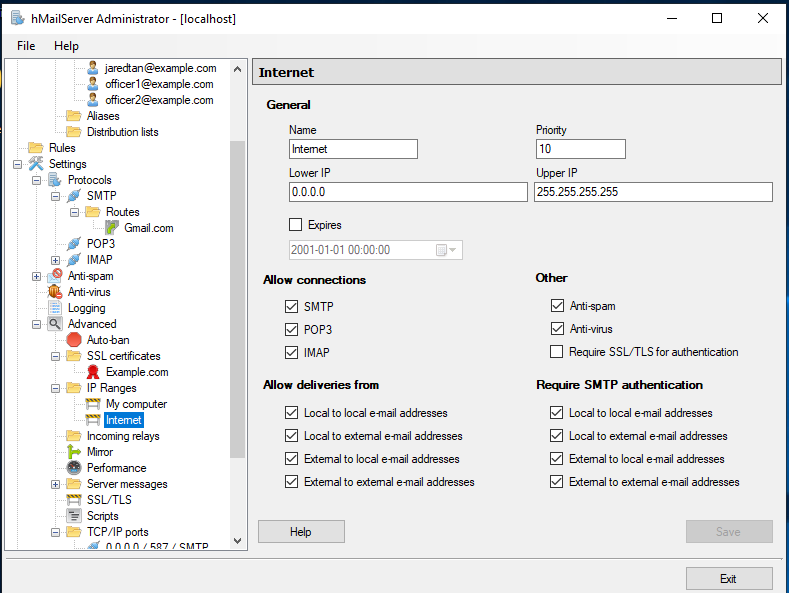 hMailServer Administrator - [localhost]
File Help
jaredtan@example.com
officer1@example.com
officer2@example.com
Aliases
Distribution lists
Rules
Settings
Protocols
SMTP
Routes
Gmail.com
POP3
IMAP
Anti-spam
Anti-virus
Logging
Advanced
Auto-ban
SSL certificates
Example.com
IP Ranges
My computer
Internet
Incoming relays
Mirror
Performance
Server messages
SSL/TLS
Scripts
TCP/IP ports
0.0.0.0 / 587 / SMTP
Internet
General
Name Priority
Internet 10
Lower IP Upper IP
0.0.0.0 255.255.255.255
Expires
2001-01-01 00:00:00
Allow connections
SMTP
POP3
IMAP
Other
Anti-spam
Anti-virus
Require SSL/TLS for authentication
Allow deliveries from
Local to local e-mail addresses
Local to external e-mail addresses
External to local e-mail addresses
External to external e-mail addresses
Require SMTP authentication
Local to local e-mail addresses
Local to external e-mail addresses
External to local e-mail addresses
External to external e-mail addresses
Help Save
Exit